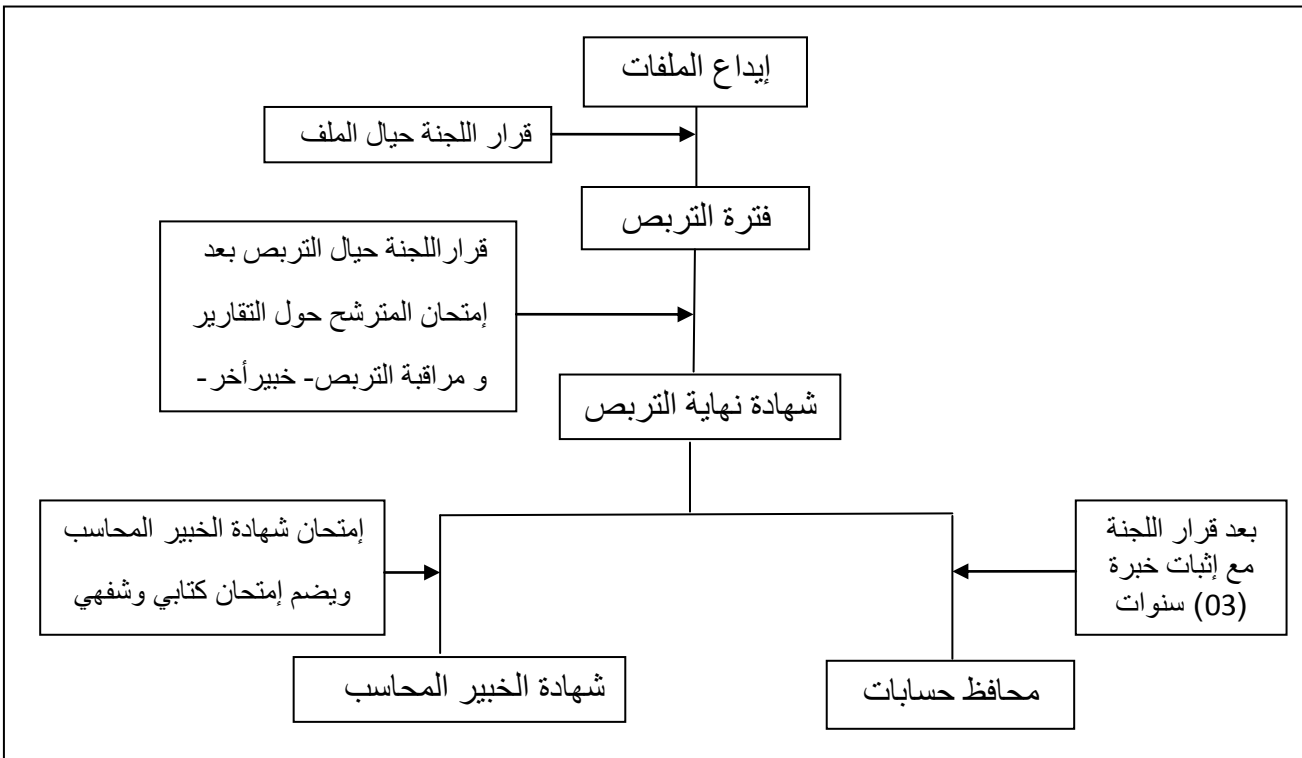 إيداع الملفات
قرار اللجنة حيال الملف
فترة التربص
قراراللجنة حيال التربص بعد
إمتحان المترشح حول التقارير
و مراقبة التربص- خبيرأخر-
شهادة نهاية التربص
بعد قرار اللجنة
مع إثبات خبرة
(03) سنوات
إمتحان شهادة الخبير المحاسب
ويضم إمتحان كتابي وشفهي
محافظ حسابات
شهادة الخبير المحاسب